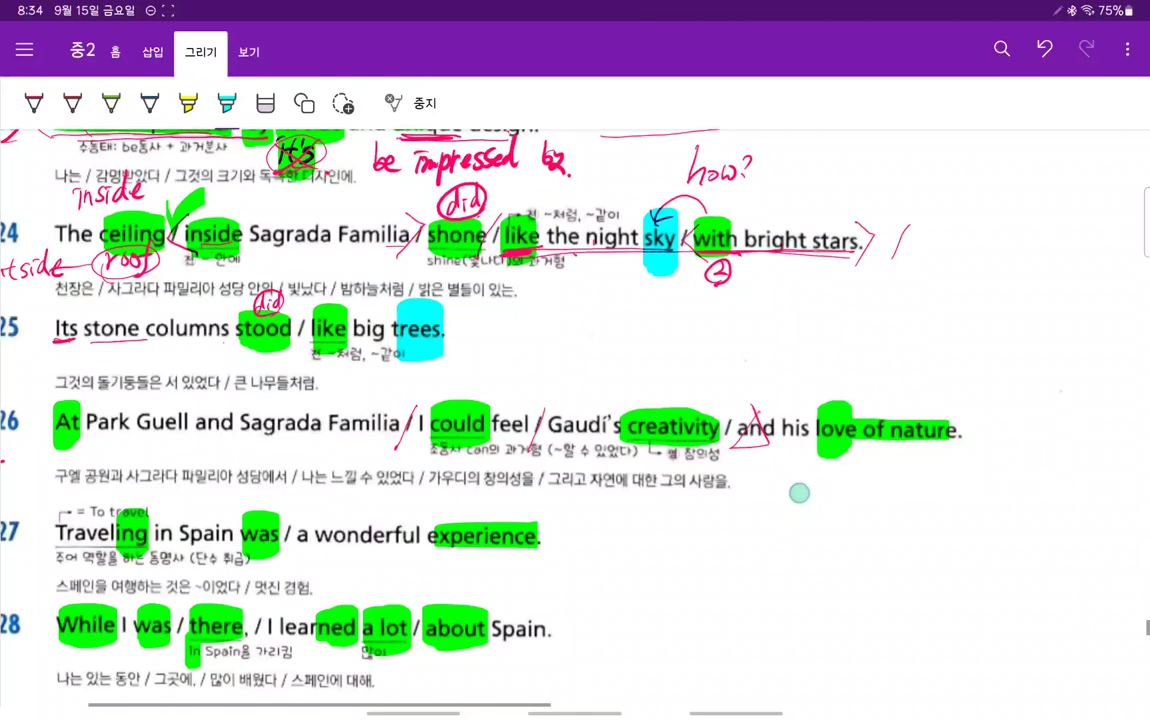 8:34 9월 15일 금요일 75%
중2 홈 삽입 그리기 보기
중지
and unique design.
수동태: be동사 + 과거분사
it's
be impressed by.
how?
나는 / 감명받았다 / 그것의 크기와 독특한 디자인에.
inside
did
전 ~처럼, ~같이
24 The ceiling / inside Sagrada Familia / shone / like the night sky / with bright stars.
roof
전 ~ 안에
shine(빛나다)의 과거형
②
천장은 / 사그라다 파밀리아 성당 안의 / 빛났다 / 밤하늘처럼 / 밝은 별들이 있는.
did
25 Its stone columns stood / like big trees.
전 ~처럼, ~같이
그것의 돌기둥들은 서 있었다 / 큰 나무들처럼.
26 At Park Guell and Sagrada Familia / I could feel / Gaudí's creativity / and his love of nature.
조동사 can의 과거형 (~할 수 있었다) 명 창의성
구엘 공원과 사그라다 파밀리아 성당에서 / 나는 느낄 수 있었다 / 가우디의 창의성을 / 그리고 자연에 대한 그의 사랑을.
= To travel
27 Traveling in Spain was / a wonderful experience.
주어 역할을 하는 동명사 (단수 취급)
스페인을 여행하는 것은 ~이었다 / 멋진 경험.
28 While I was / there, / I learned a lot / about Spain.
in Spain을 가리킴 많이
나는 있는 동안 / 그곳에, / 많이 배웠다 / 스페인에 대해.